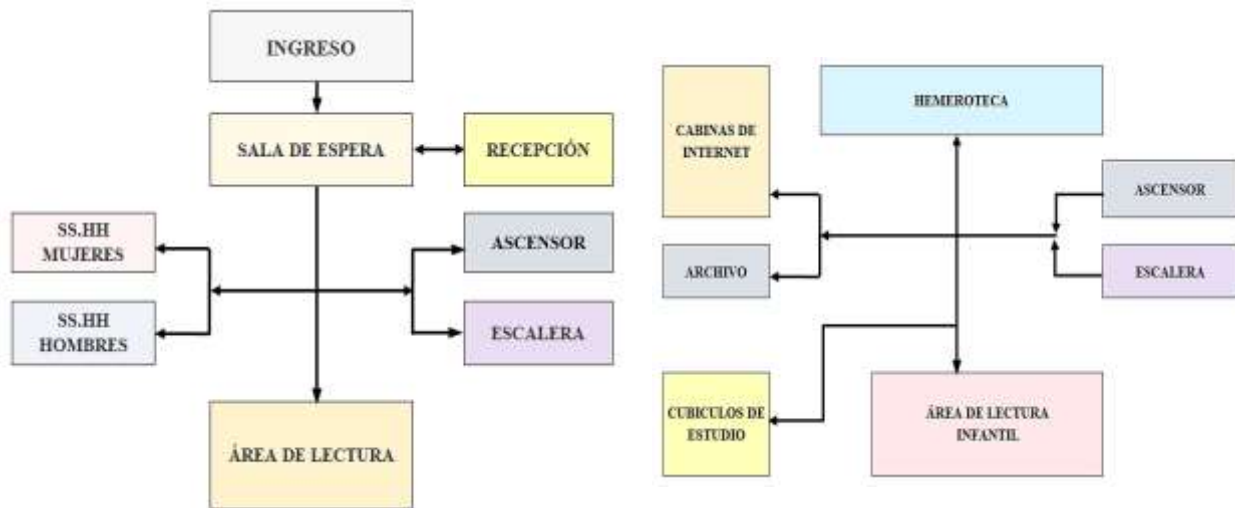 INGRESO
SALA DE ESPERA
RECEPCIÓN
SS.HH
MUJERES
ASCENSOR
SS.HH
HOMBRES
ESCALERA
ÁREA DE LECTURA
HEMEROTECA
CABINAS DE
INTERNET
ASCENSOR
ARCHIVO
ESCALERA
CUBICULOS DE
ESTUDIO
ÁREA DE LECTURA
INFANTIL